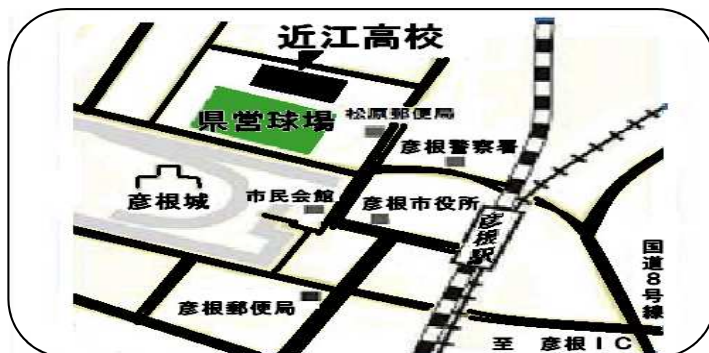 近江高校
県営球場
松原郵便局
彦根警察署
彦根城
市民会館
彦根市役所
彦根駅
国道8号線
彦根郵便局
至 彦根IC